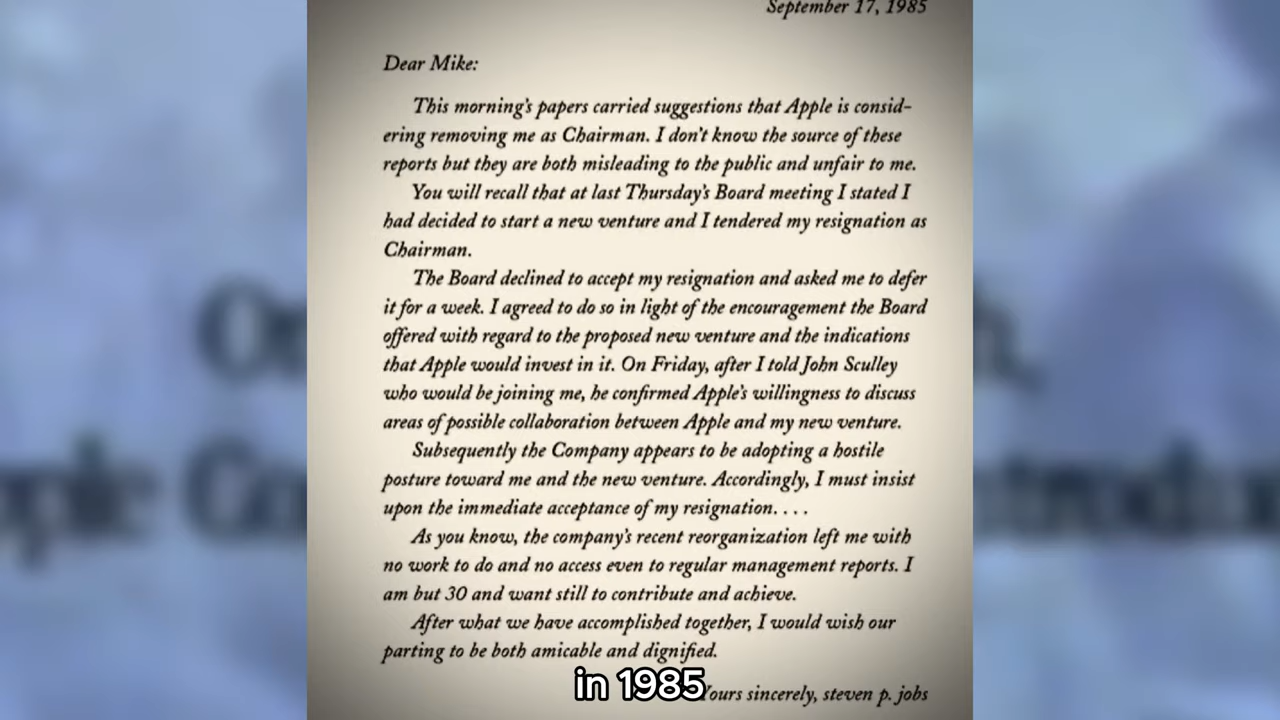 September 17, 1985
Dear Mike:
This morning's papers carried suggestions that Apple is consid-
ering removing me as Chairman. I don't know the source of these
reports but they are both misleading to the public and unfair to me.
You will recall that at last Thursday's Board meeting I stated I
had decided to start a new venture and I tendered my resignation as
Chairman.
The Board declined to accept my resignation and asked me to defer
it for a week. I agreed to do so in light of the encouragement the Board
offered with regard to the proposed new venture and the indications
that Apple would invest in it. On Friday, after I told John Sculley
who would be joining me, he confirmed Apple's willingness to discuss
areas of possible collaboration between Apple and my new venture.
Subsequently the Company appears to be adopting a hostile
posture toward me and the new venture. Accordingly, I must insist
upon the immediate acceptance of my resignation. . . .
As you know, the company's recent reorganization left me with
no work to do and no access even to regular management reports. I
am but 30 and want still to contribute and achieve.
After what we have accomplished together, I would wish our
parting to be both amicable and dignified.
Yours sincerely, steven p. jobs
in 1985